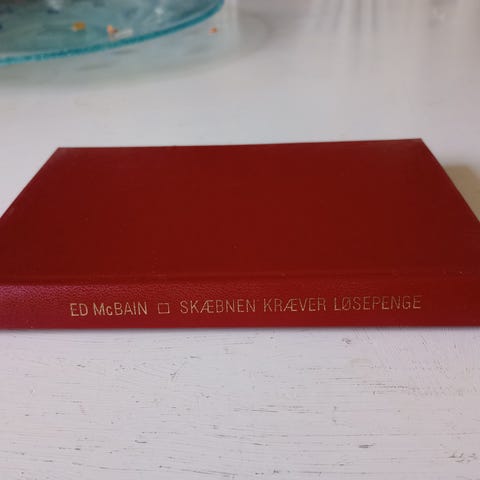 ED McBAIN □ SKÆBNEN KRÆVER LØSEPENGE